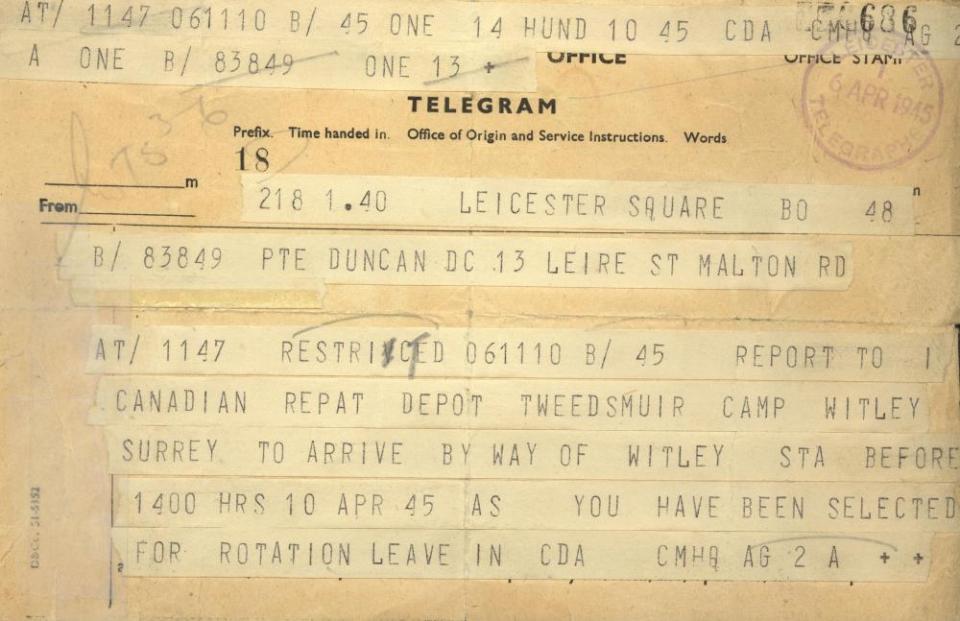 AT/ 1147 061110 B/ 45 ONE 14 HUND 10 45 CDA CMHQ AG 2
A ONE B/ 83849 ONE 13 +
OFFICE OFFICE STAMP
686
LEICESTER
6 APR 1945
TELEGRAPH
TELEGRAM
Prefix. Time handed in. Office of Origin and Service Instructions. Words
18
m
From
218 1.40 LEICESTER SQUARE BO 48
B/ 83849 PTE DUNCAN DC 13 LEIRE ST MALTON RD
AT/ 1147 RESTRICTED 061110 B/ 45 REPORT TO I
CANADIAN REPAT DEPOT TWEEDSMUIR CAMP WITLEY
SURREY TO ARRIVE BY WAY OF WITLEY STA BEFORE
1400 HRS 10 APR 45 AS YOU HAVE BEEN SELECTED
FOR ROTATION LEAVE IN CDA CMHQ AG 2 A + +